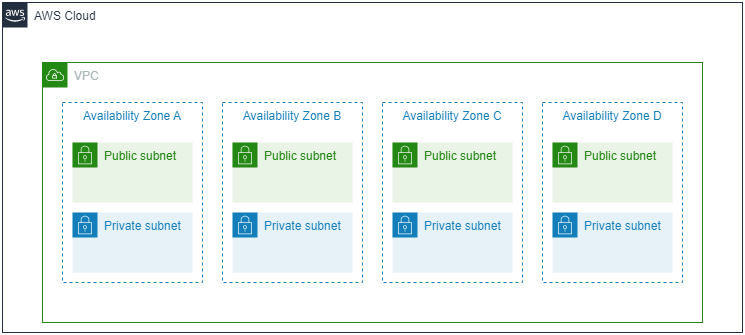 aws
AWS Cloud
VPC
Availability Zone A
Availability Zone B
Availability Zone C
Availability Zone D
Public subnet
Public subnet
Public subnet
Public subnet
Private subnet
Private subnet
Private subnet
Private subnet